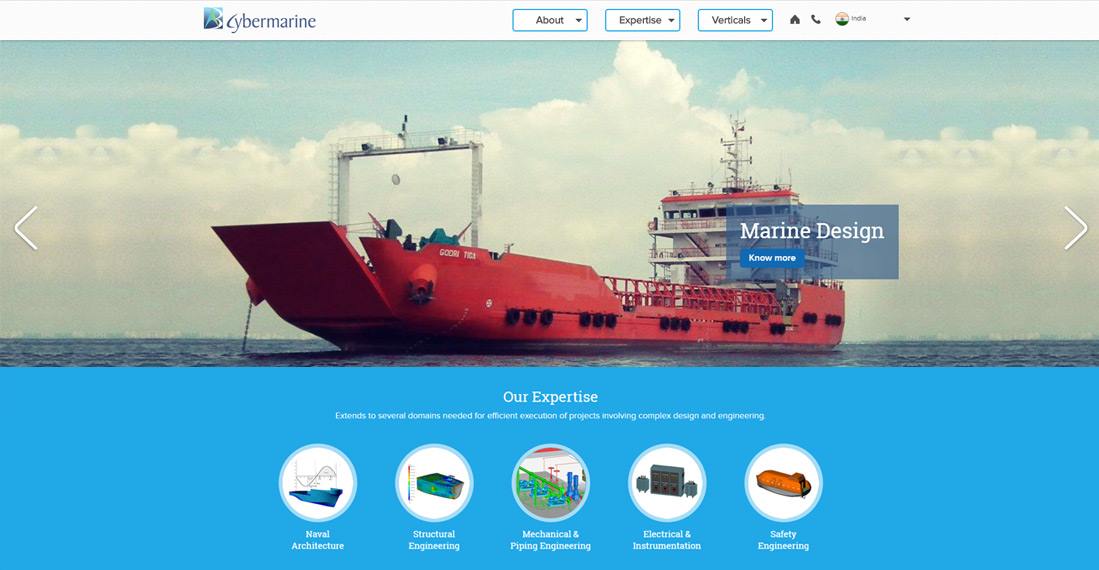 Cybermarine
About
Expertise
Verticals
India
GODRI TIGA
Marine Design
Know more
Our Expertise
Extends to several domains needed for efficient execution of projects involving complex design and engineering.
Naval
Architecture
Structural
Engineering
Mechanical &
Piping Engineering
Electrical &
Instrumentation
Safety
Engineering